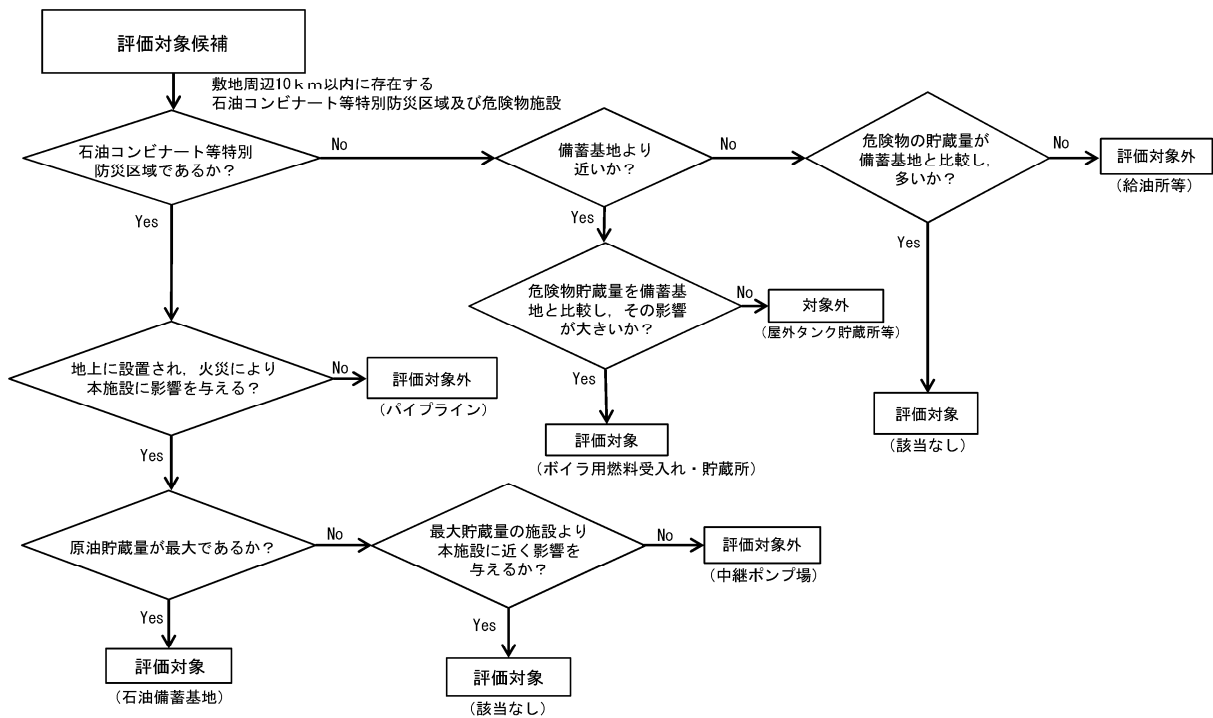 評価対象候補
敷地周辺10km以内に存在する
石油コンビナート等特別防災区域及び危険物施設
石油コンビナート等特別
防災区域であるか？
No
備蓄基地より
近いか？
No
危険物の貯蔵量が
備蓄基地と比較し，
多いか？
No
評価対象外
（給油所等）
Yes
Yes
Yes
危険物貯蔵量を備蓄基
地と比較し，その影響
が大きいか？
No
対象外
（屋外タンク貯蔵所等）
地上に設置され，火災により
本施設に影響を与える？
No
評価対象外
（パイプライン）
Yes
評価対象
（該当なし）
評価対象
（ボイラ用燃料受入れ・貯蔵所）
Yes
原油貯蔵量が最大であるか？
No
最大貯蔵量の施設より
本施設に近く影響を
与えるか？
No
評価対象外
（中継ポンプ場）
Yes
Yes
評価対象
（石油備蓄基地）
評価対象
（該当なし）